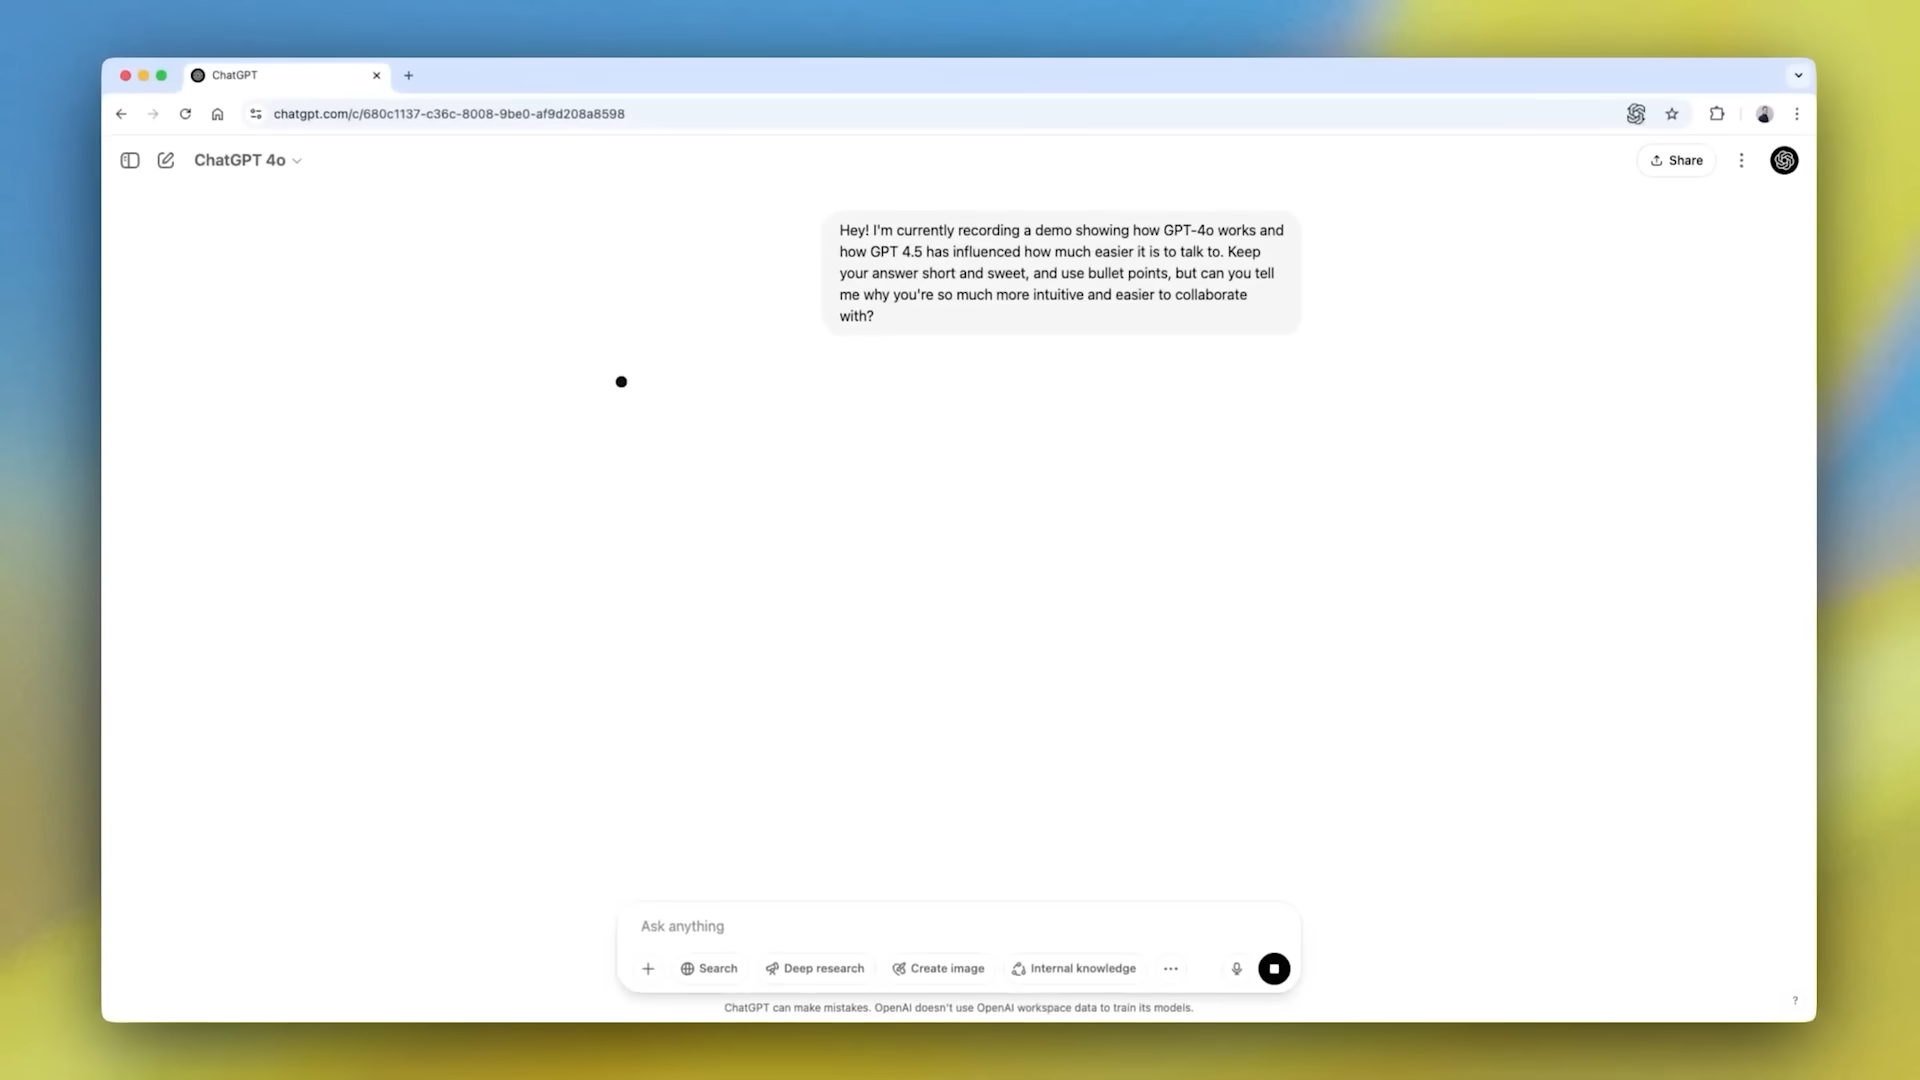 ChatGPT
chatgpt.com/c/680c1137-c36c-8008-9be0-af9d208a8598
ChatGPT 4o
Share
Hey! I'm currently recording a demo showing how GPT-4o works and
how GPT 4.5 has influenced how much easier it is to talk to. Keep
your answer short and sweet, and use bullet points, but can you tell
me why you're so much more intuitive and easier to collaborate
with?
Ask anything
Search Deep research Create image Internal knowledge
ChatGPT can make mistakes. OpenAI doesn't use OpenAI workspace data to train its models.
?